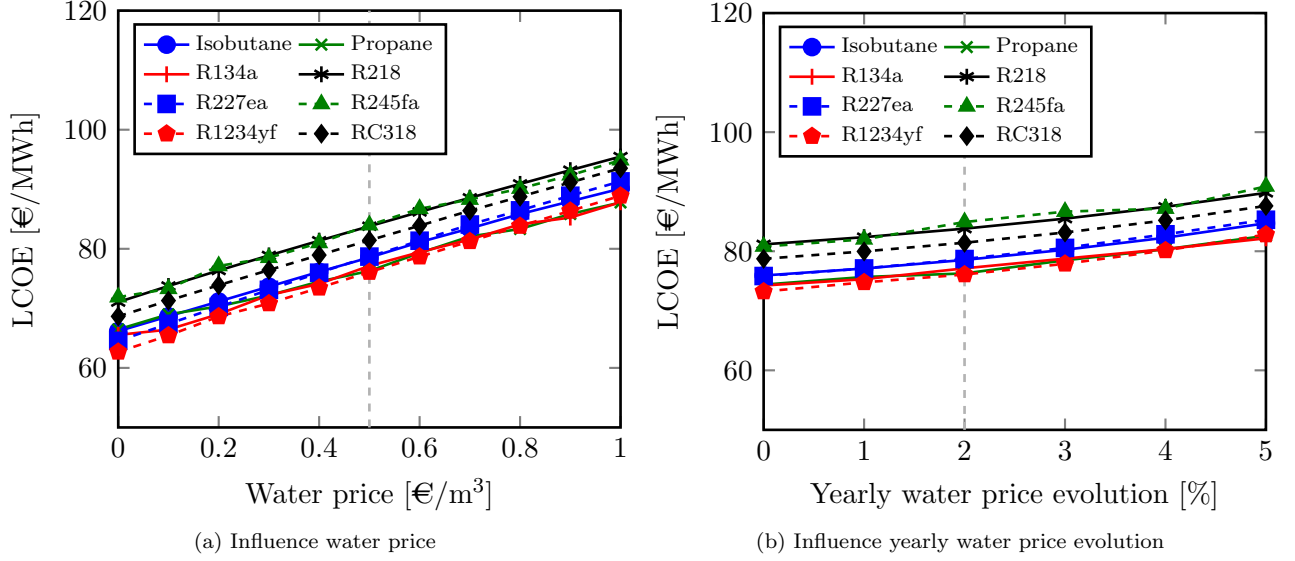 120
100
80
60
LCOE [€/MWh]
Isobutane Propane
R134a R218
R227ea R245fa
R1234yf RC318
0 0.2 0.4 0.6 0.8 1
Water price [€/m³]
(a) Influence water price
120
100
80
60
LCOE [€/MWh]
Isobutane Propane
R134a R218
R227ea R245fa
R1234yf RC318
0 1 2 3 4 5
Yearly water price evolution [%]
(b) Influence yearly water price evolution